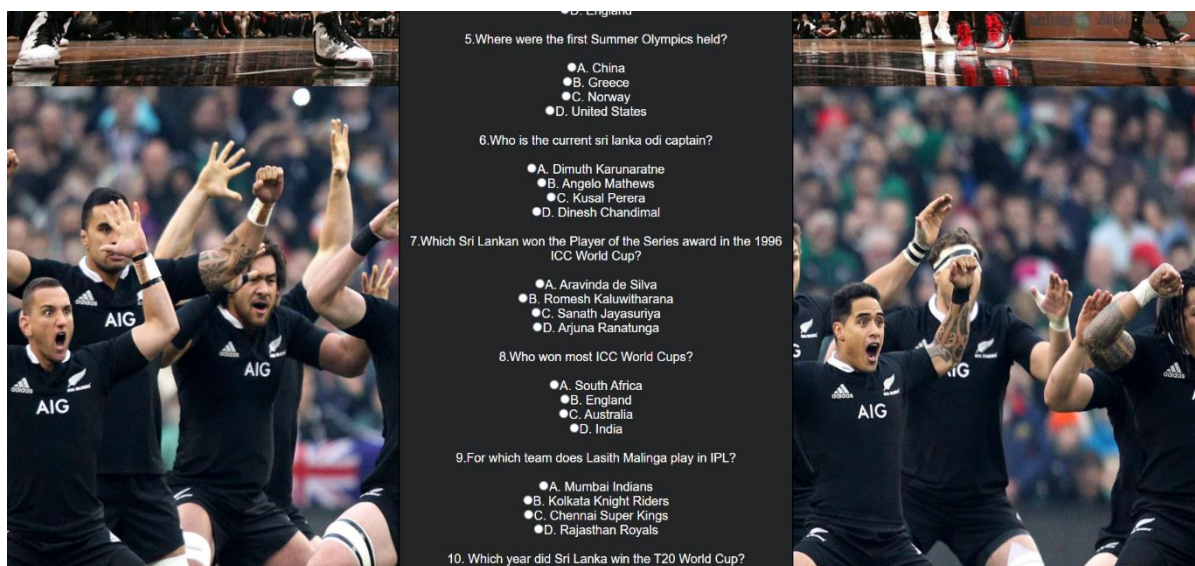 D. England
5.Where were the first Summer Olympics held?
A. China
B. Greece
C. Norway
D. United States
6.Who is the current sri lanka odi captain?
A. Dimuth Karunaratne
B. Angelo Mathews
C. Kusal Perera
D. Dinesh Chandimal
7.Which Sri Lankan won the Player of the Series award in the 1996
ICC World Cup?
A. Aravinda de Silva
B. Romesh Kaluwitharana
C. Sanath Jayasuriya
D. Arjuna Ranatunga
8.Who won most ICC World Cups?
A. South Africa
B. England
C. Australia
D. India
9.For which team does Lasith Malinga play in IPL?
A. Mumbai Indians
B. Kolkata Knight Riders
C. Chennai Super Kings
D. Rajasthan Royals
10. Which year did Sri Lanka win the T20 World Cup?
AIG
adidas
AIG
adidas
AIG
adidas
AIG
adidas
AIG